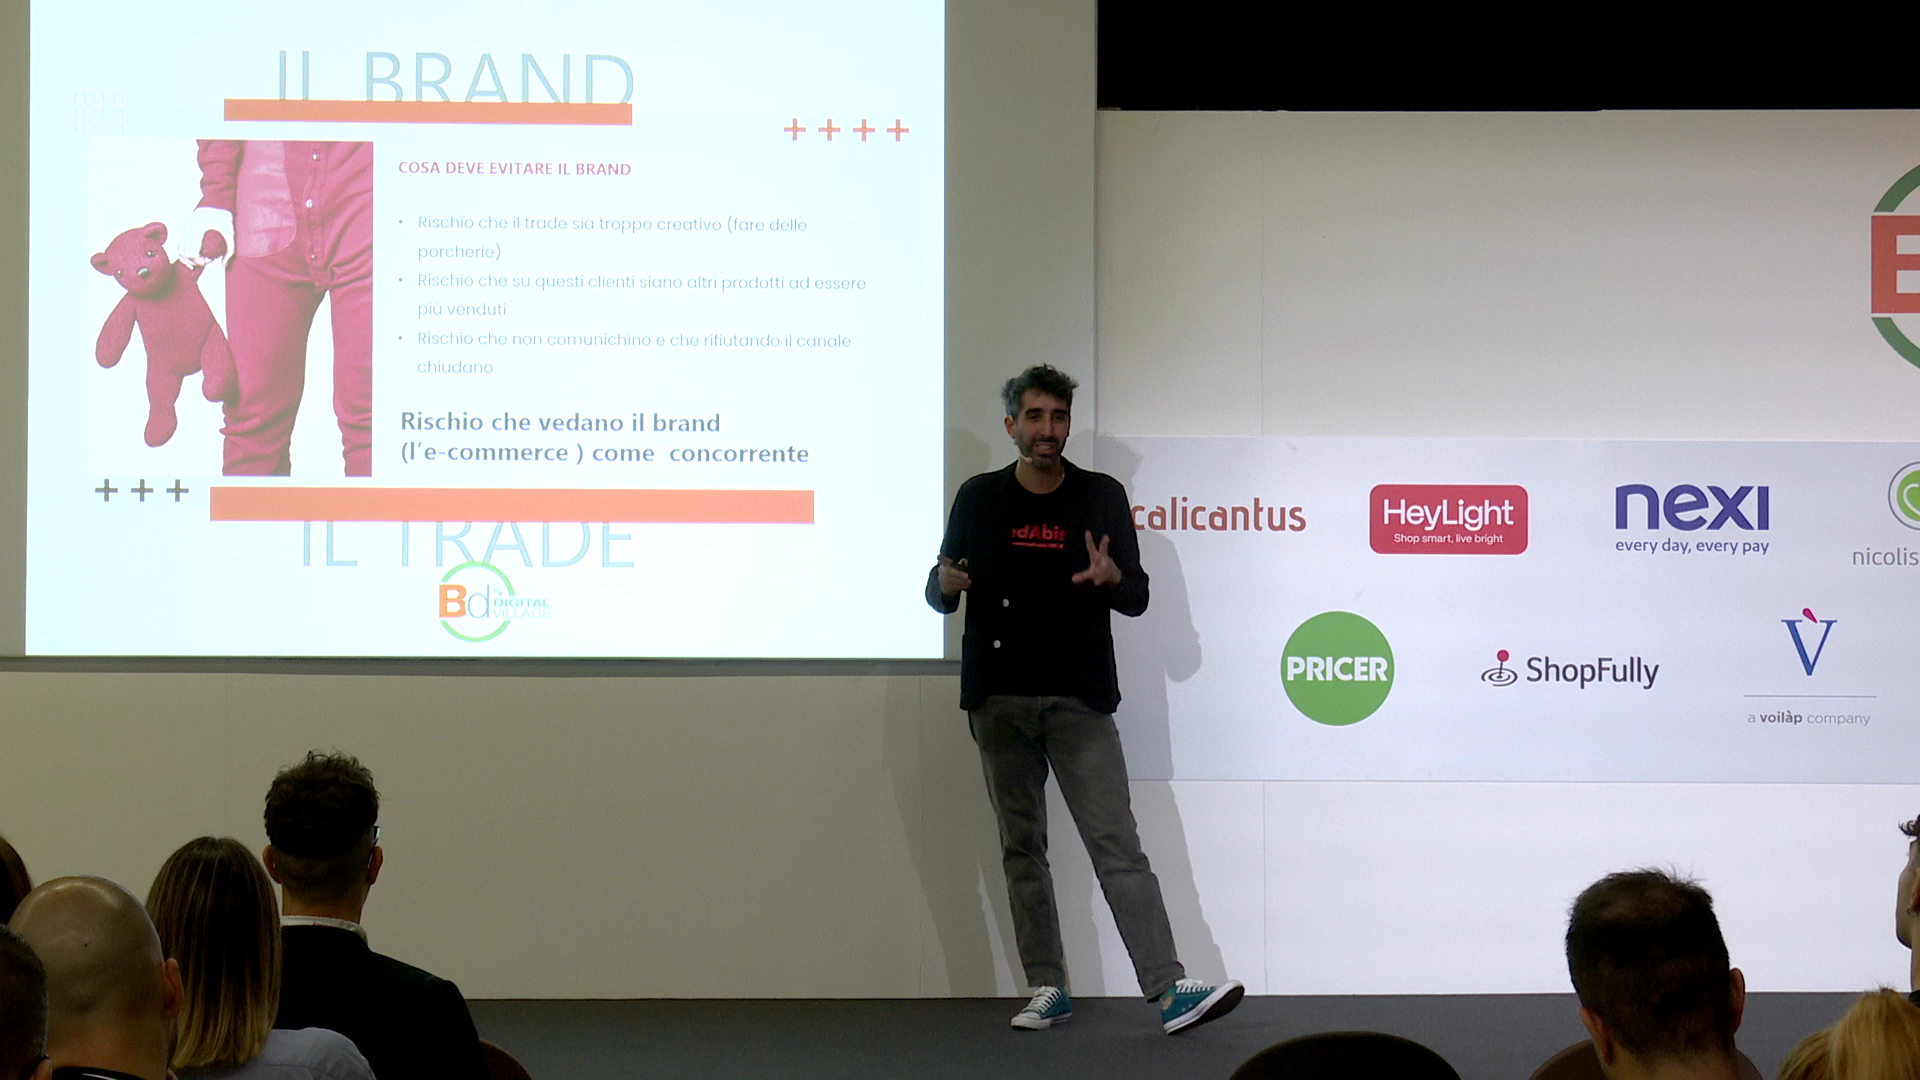 IL BRAND
COSA DEVE EVITARE IL BRAND
• Rischio che il trade sia troppo creativo (fare delle
porcherie)
• Rischio che su questi clienti siano altri prodotti ad essere
più venduti
• Rischio che non comunichino e che rifiutando il canale
chiudano
Rischio che vedano il brand
(l'e-commerce ) come concorrente
IL TRADE
Bd
DIGITAL
VILLAGE
calicantus
HeyLight
Shop smart, live bright
nexi
every day, every pay
nicolis
PRICER
ShopFully
V
a voilàp company